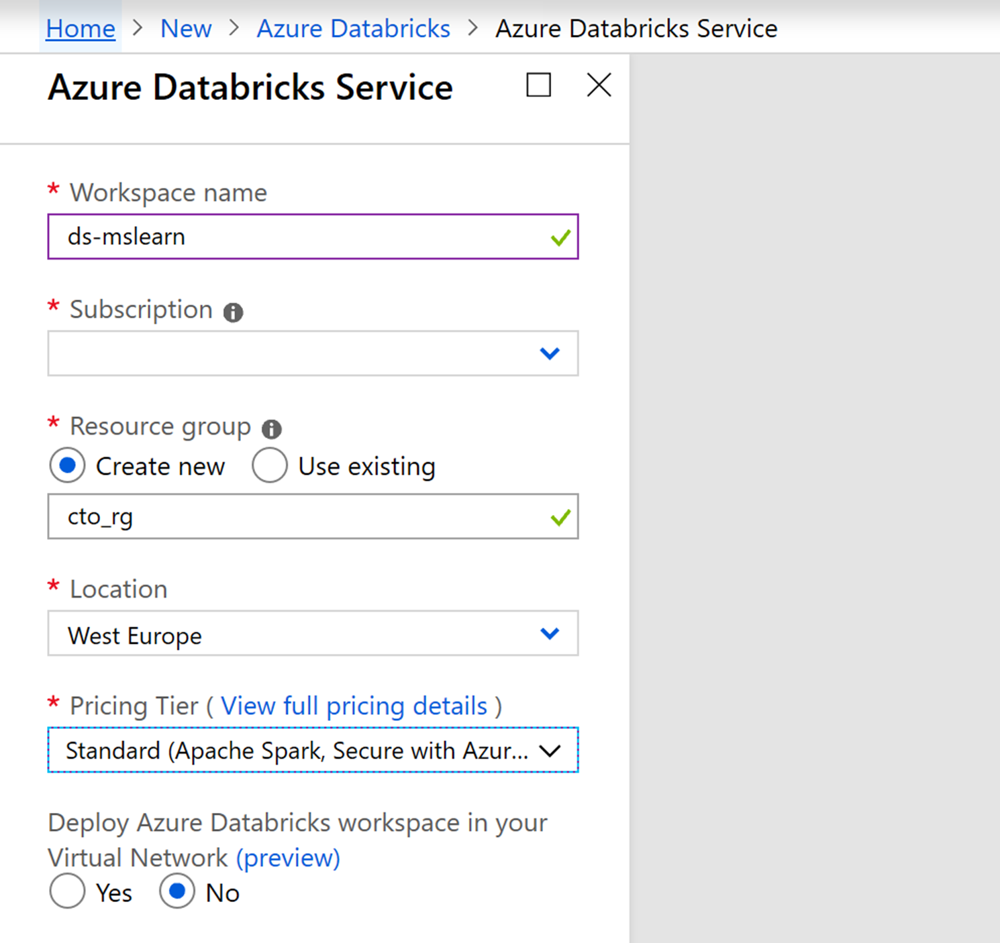 Home > New > Azure Databricks > Azure Databricks Service
Azure Databricks Service
* Workspace name
ds-mslearn
* Subscription
* Resource group
Create new Use existing
cto_rg
* Location
West Europe
* Pricing Tier ( View full pricing details )
Standard (Apache Spark, Secure with Azur...
Deploy Azure Databricks workspace in your
Virtual Network (preview)
Yes No